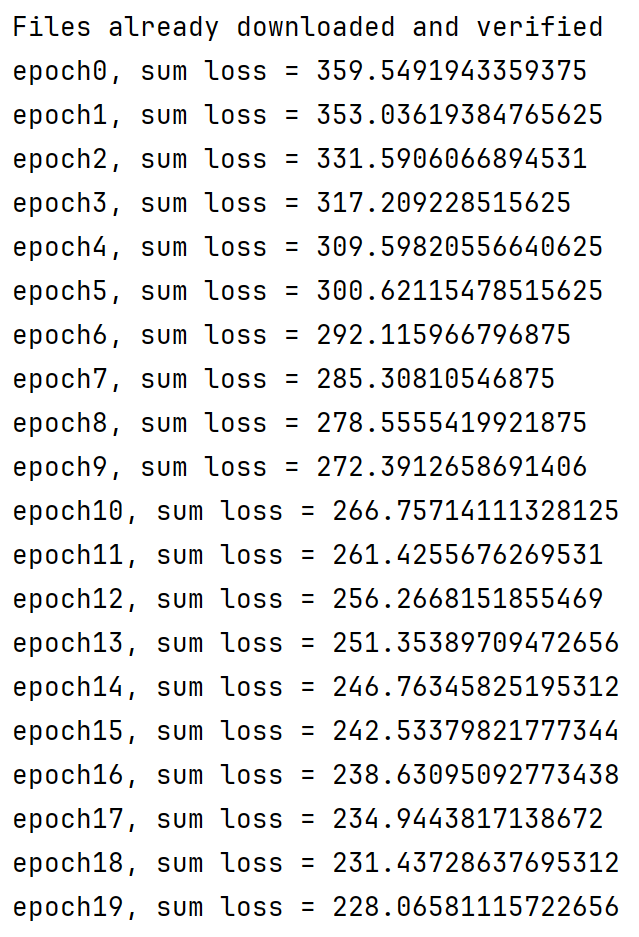 Files already downloaded and verified
epoch0, sum loss = 359.5491943359375
epoch1, sum loss = 353.03619384765625
epoch2, sum loss = 331.5906066894531
epoch3, sum loss = 317.209228515625
epoch4, sum loss = 309.59820556640625
epoch5, sum loss = 300.62115478515625
epoch6, sum loss = 292.115966796875
epoch7, sum loss = 285.30810546875
epoch8, sum loss = 278.5555419921875
epoch9, sum loss = 272.3912658691406
epoch10, sum loss = 266.75714111328125
epoch11, sum loss = 261.4255676269531
epoch12, sum loss = 256.2668151855469
epoch13, sum loss = 251.35389709472656
epoch14, sum loss = 246.76345825195312
epoch15, sum loss = 242.53379821777344
epoch16, sum loss = 238.63095092773438
epoch17, sum loss = 234.9443817138672
epoch18, sum loss = 231.43728637695312
epoch19, sum loss = 228.06581115722656